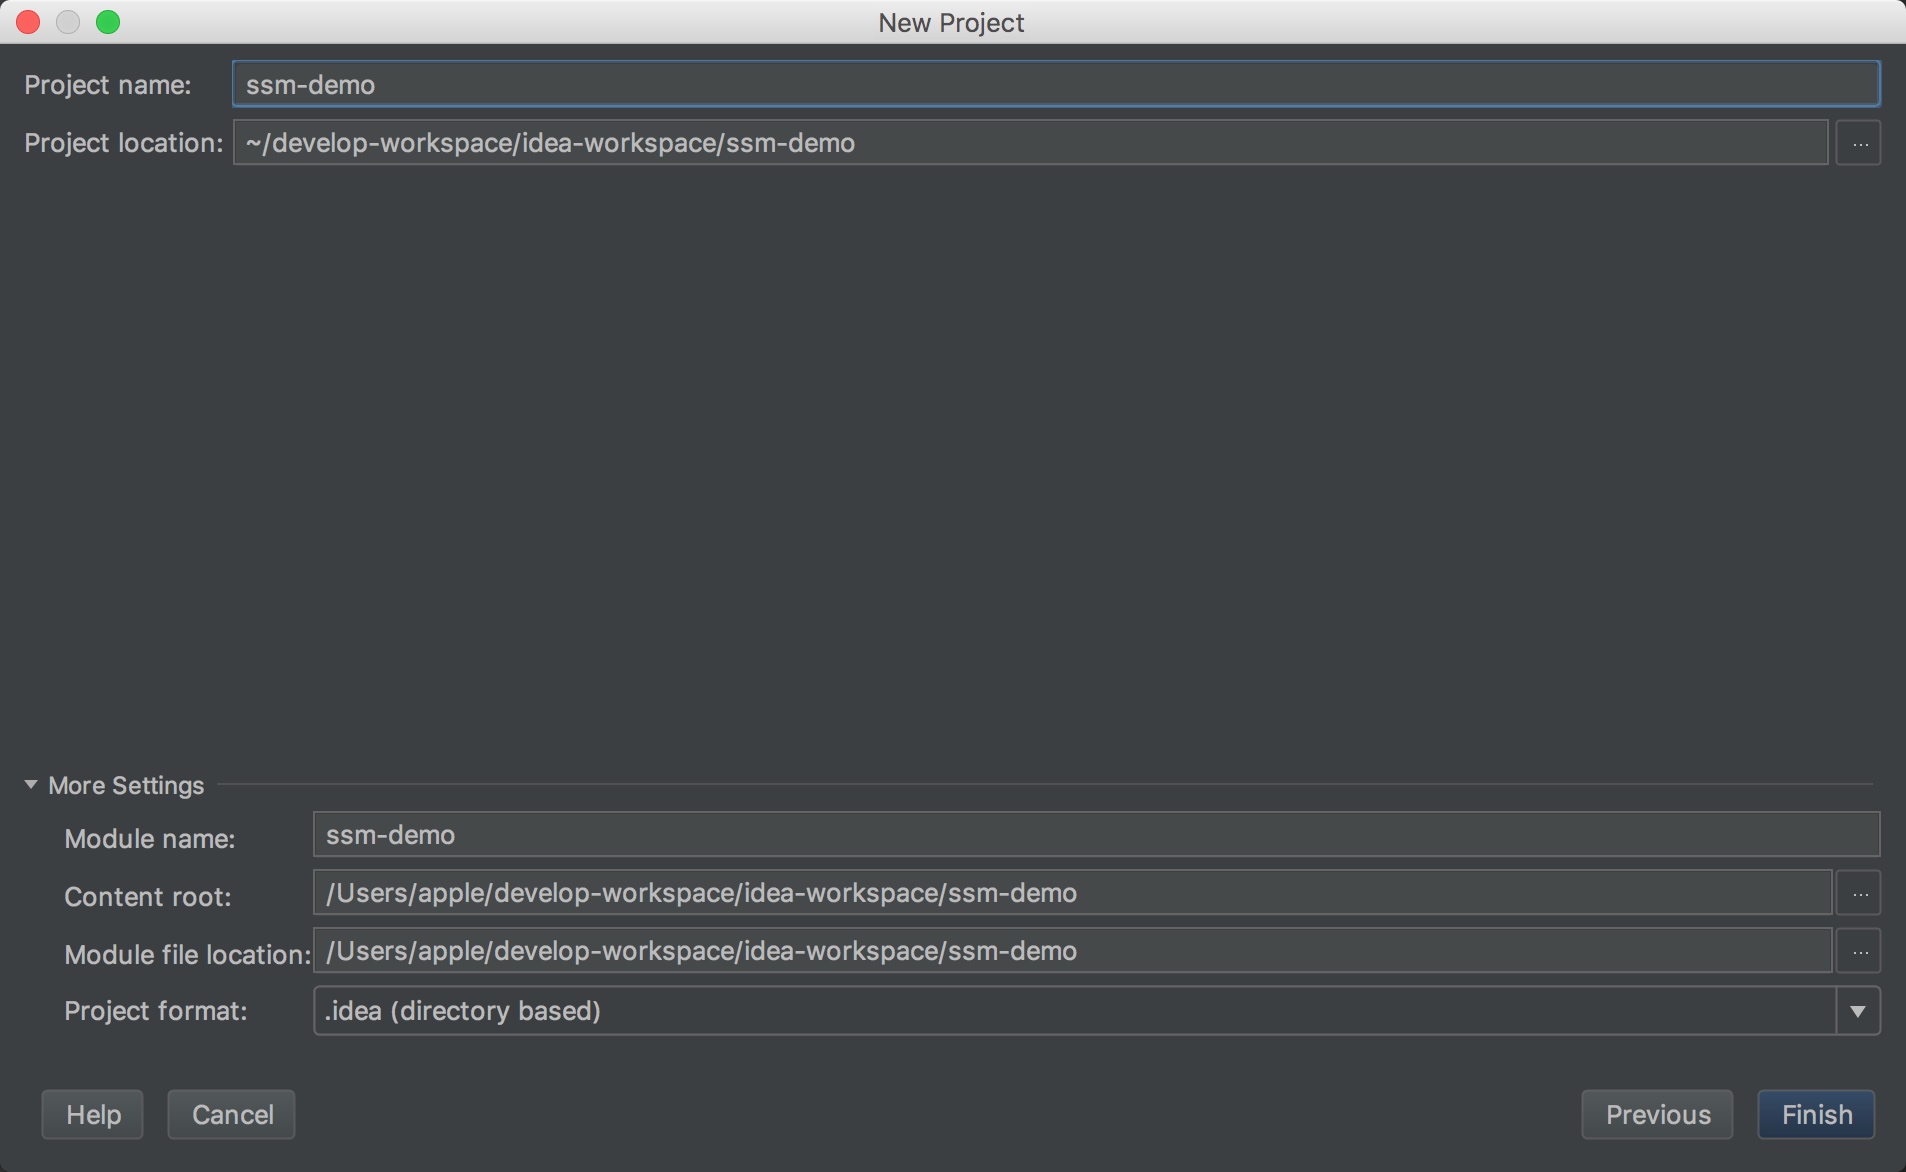 New Project
Project name: ssm-demo
Project location: ~/develop-workspace/idea-workspace/ssm-demo ...
More Settings
Module name: ssm-demo
Content root: /Users/apple/develop-workspace/idea-workspace/ssm-demo ...
Module file location: /Users/apple/develop-workspace/idea-workspace/ssm-demo ...
Project format: .idea (directory based)
Help Cancel Previous Finish